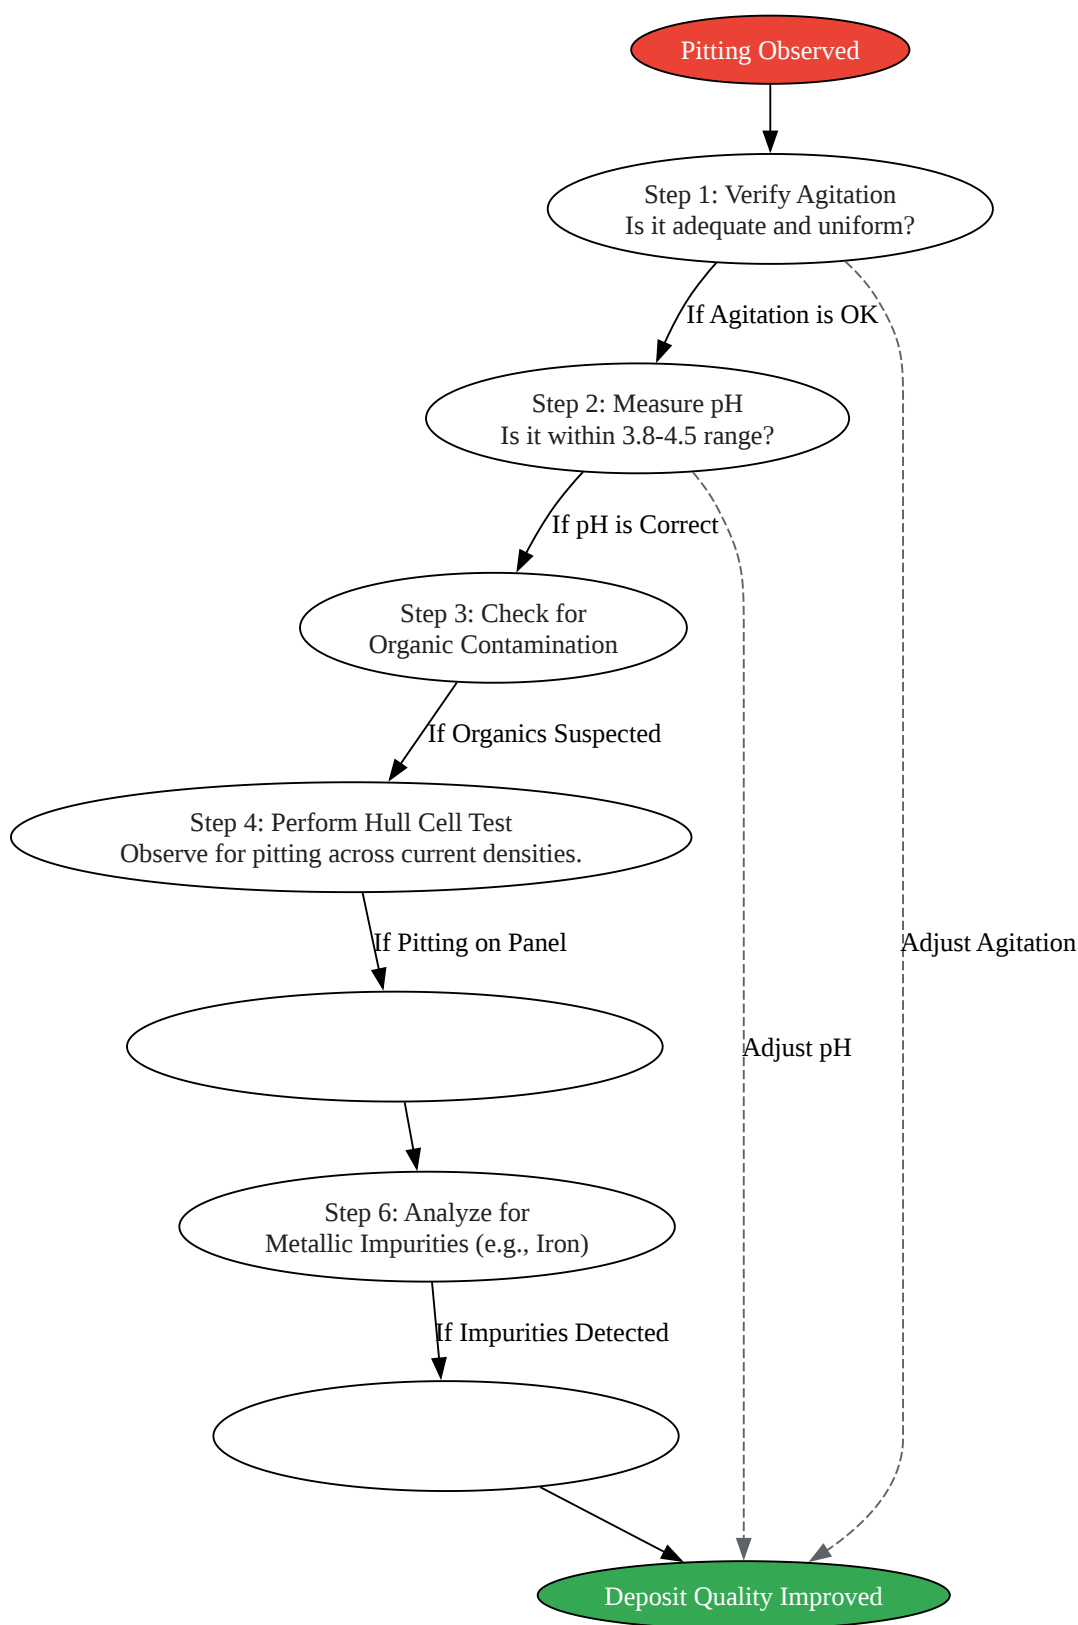 Pitting Observed
Step 1: Verify Agitation
Is it adequate and uniform?
If Agitation is OK
Step 2: Measure pH
Is it within 3.8-4.5 range?
If pH is Correct
Step 3: Check for
Organic Contamination
If Organics Suspected
Step 4: Perform Hull Cell Test
Observe for pitting across current densities.
If Pitting on Panel
Adjust Agitation
Adjust pH
Step 6: Analyze for
Metallic Impurities (e.g., Iron)
If Impurities Detected
Deposit Quality Improved